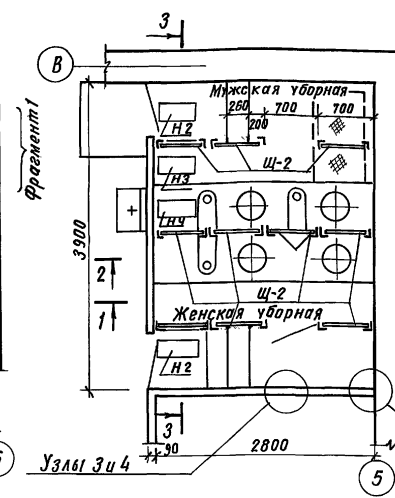 3
В
Мужская уборная
260
700
700
200
Н2
Щ-2
Н3
Н4
Фрагмент 1
3900
2
1
Щ-2
Женская уборная
Н2
3
90
2800
5
Узлы 3 и 4